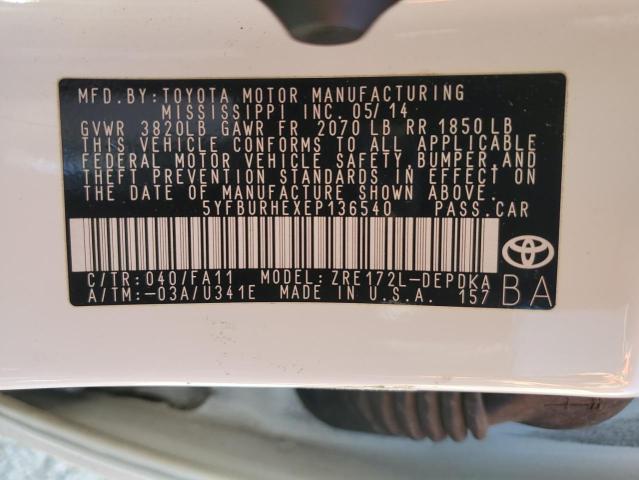 MFD.BY:TOYOTA MOTOR MANUFACTURING
MISSISSIPPI INC. 05/14
GVWR 3820LB GAWR FR 2070 LB RR 1850 LB
THIS VEHICLE CONFORMS TO ALL APPLICABLE
FEDERAL MOTOR VEHICLE SAFETY, BUMPER, AND
THEFT PREVENTION STANDARDS IN EFFECT ON
THE DATE OF MANUFACTURE SHOWN ABOVE.
5YFBURHEXEP136540 PASS.CAR
C/TR: 040/FA11 MODEL: ZRE172L-DEPDKA
A/TM: -03A/U341E MADE IN U.S.A. 157
BA